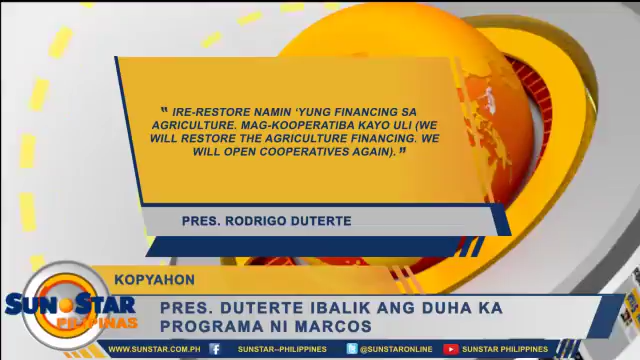 " IRE-RESTORE NAMIN 'YUNG FINANCING SA
AGRICULTURE. MAG-KOOPERATIBA KAYO ULI (WE
WILL RESTORE THE AGRICULTURE FINANCING. WE
WILL OPEN COOPERATIVES AGAIN). "
PRES. RODRIGO DUTERTE
KOPYAHON
SUN STAR
PILIPINAS
PRES. DUTERTE IBALIK ANG DUHA KA
PROGRAMA NI MARCOS
WWW.SUNSTAR.COM.PH
SUNSTAR--PHILIPPINES
@SUNSTARONLINE
SUNSTAR PHILIPPINES